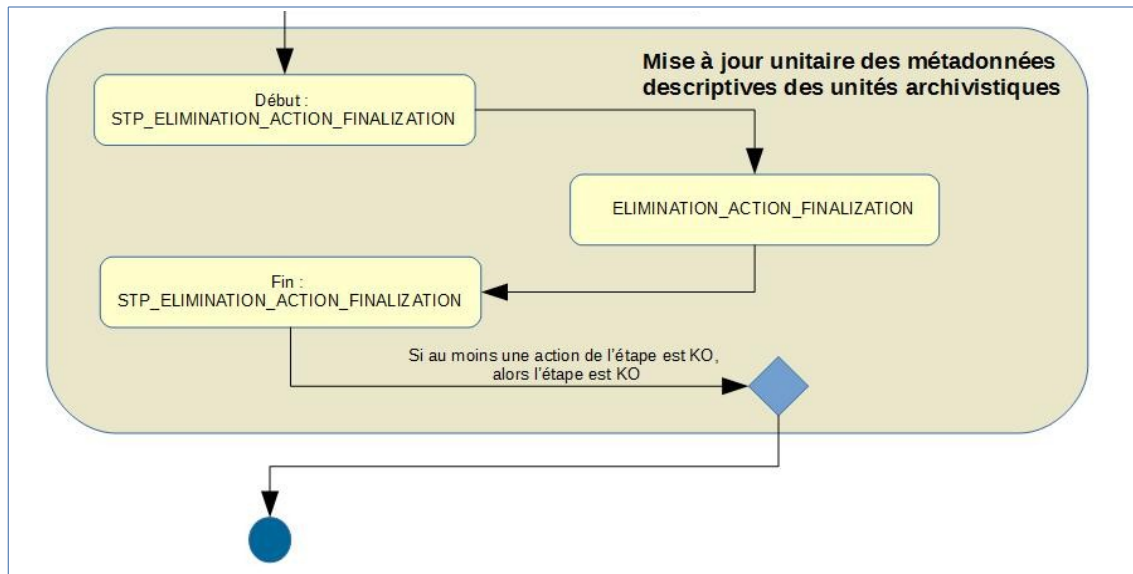 Mise à jour unitaire des métadonnées
descriptives des unités archivistiques
Début :
STP_ELIMINATION_ACTION_FINALIZATION
ELIMINATION_ACTION_FINALIZATION
Fin :
STP_ELIMINATION_ACTION_FINALIZATION
Si au moins une action de l'étape est KO,
alors l'étape est KO